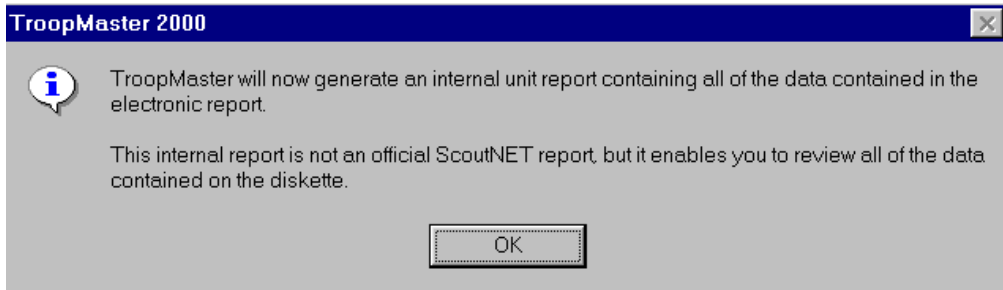 TroopMaster 2000
TroopMaster will now generate an internal unit report containing all of the data contained in the
electronic report.
This internal report is not an official ScoutNET report, but it enables you to review all of the data
contained on the diskette.
OK